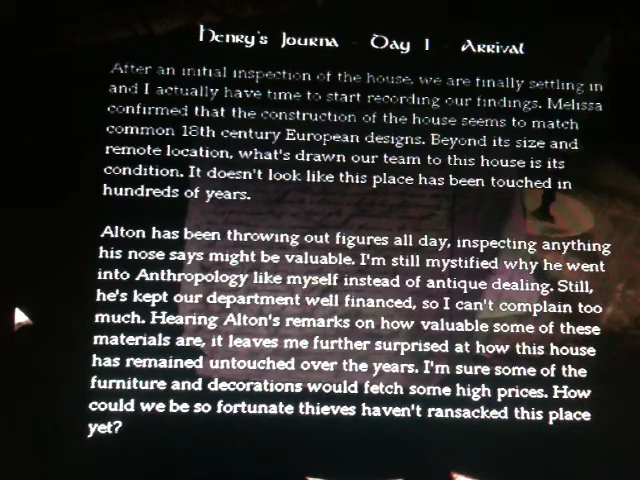 Henry's Journa - Day 1 - Arrival
After an initial inspection of the house, we are finally settling in
and I actually have time to start recording our findings. Melissa
confirmed that the construction of the house seems to match
common 18th century European designs. Beyond its size and
remote location, what's drawn our team to this house is its
condition. It doesn't look like this place has been touched in
hundreds of years.
Alton has been throwing out figures all day, inspecting anything
his nose says might be valuable. I'm still mystified why he went
into Anthropology like myself instead of antique dealing. Still,
he's kept our department well financed, so I can't complain too
much. Hearing Alton's remarks on how valuable some of these
materials are, it leaves me further surprised at how this house
has remained untouched over the years. I'm sure some of the
furniture and decorations would fetch some high prices. How
could we be so fortunate thieves haven't ransacked this place
yet?